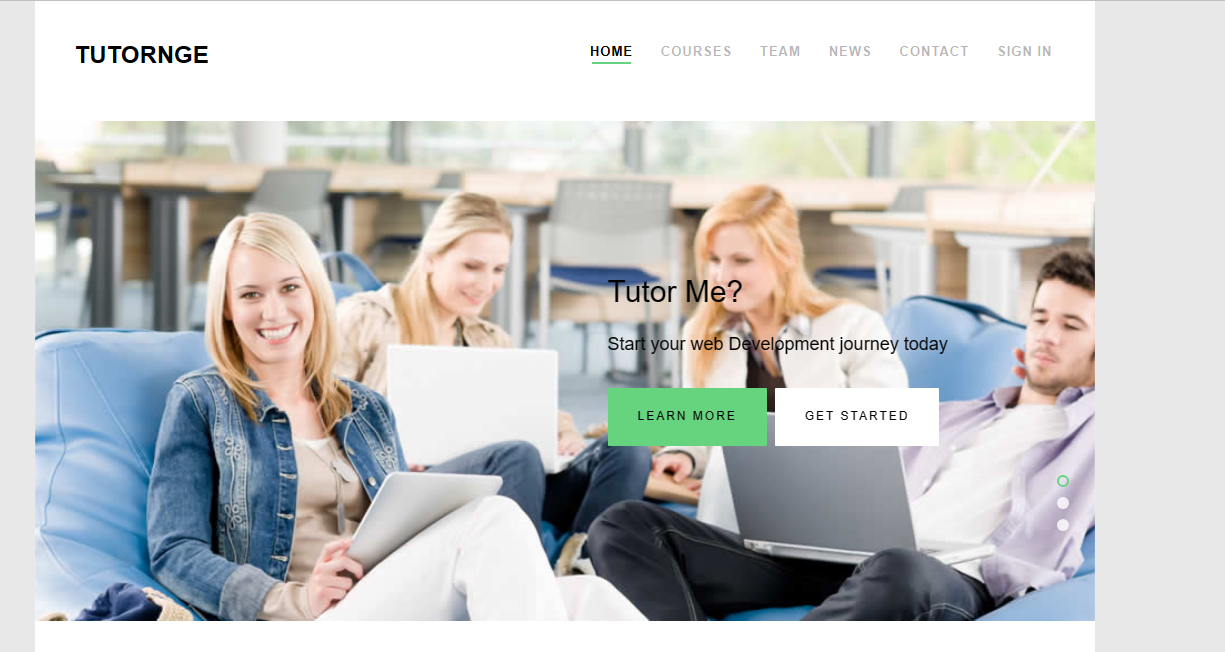 TUTORNGE
HOME COURSES TEAM NEWS CONTACT SIGN IN
Tutor Me?
Start your web Development journey today
LEARN MORE GET STARTED